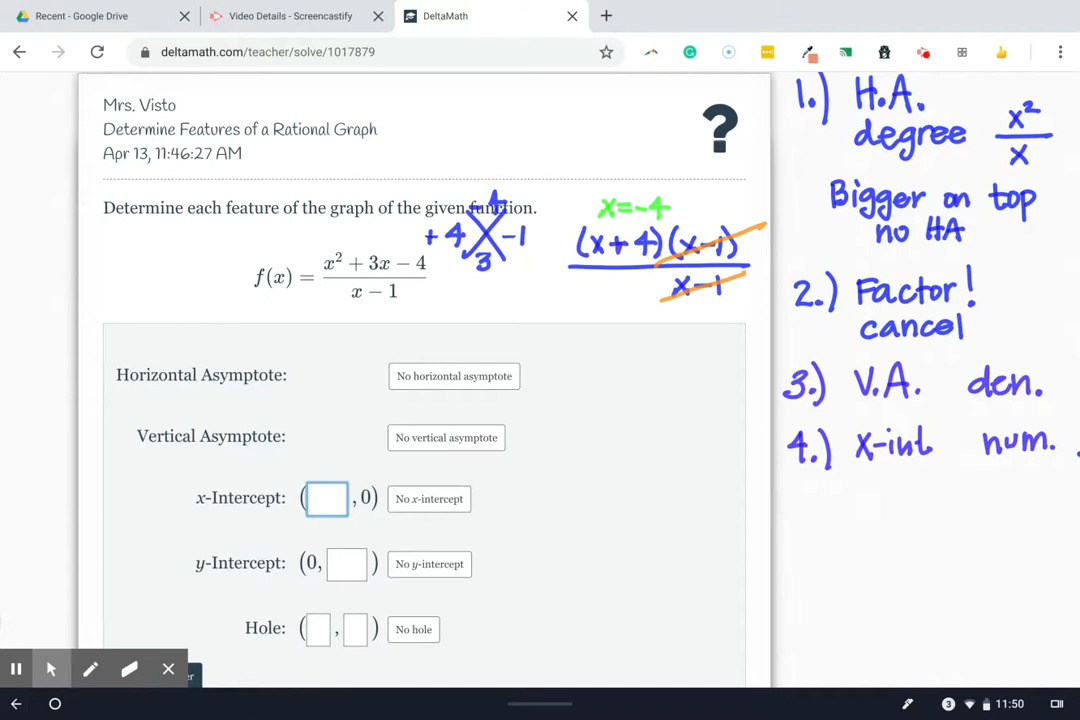 Recent - Google Drive
Video Details - Screencastify
DeltaMath
deltamath.com/teacher/solve/1017879
Mrs. Visto
Determine Features of a Rational Graph
Apr 13, 11:46:27 AM
?
Determine each feature of the graph of the given function.
f(x) = (x² + 3x − 4)/(x − 1)
-4
+4 -1
3
x=-4
(x+4)(x-1)
x-1
Horizontal Asymptote: No horizontal asymptote
Vertical Asymptote: No vertical asymptote
x-Intercept: ( , 0) No x-intercept
y-Intercept: (0, ) No y-intercept
Hole: ( , ) No hole
1.) H.A.
degree x²/x
Bigger on top
no HA
2.) Factor!
cancel
3.) V.A. den.
4.) x-int num.
3 11:50